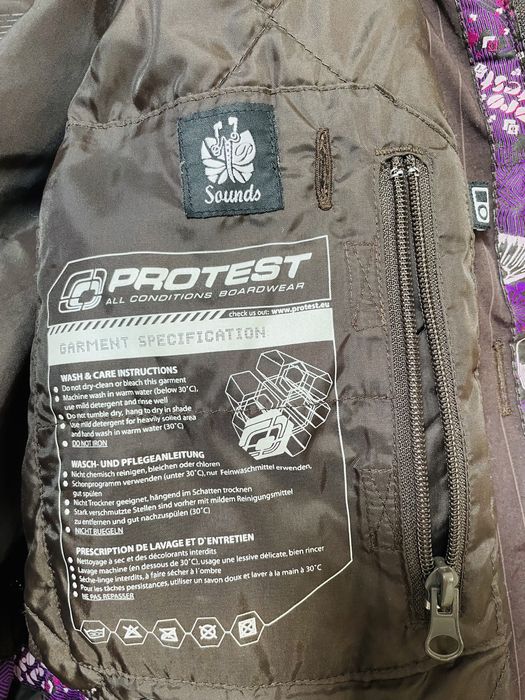 Sounds
PROTEST
ALL CONDITIONS BOARDWEAR
check us out: www.protest.eu
GARMENT SPECIFICATION
WASH & CARE INSTRUCTIONS
Do not dry-clean or bleach this garment
Machine wash in warm water (below 30°C),
use mild detergent and rinse well
Do not tumble dry, hang to dry in shade
Use mild detergent for heavily soiled area
and hand wash in warm water (30°C)
DO NOT IRON
WASCH- UND PFLEGEANLEITUNG
Nicht chemisch reinigen, bleichen oder chloren
Schonprogramm verwenden (unter 30°C), nur Feinwaschmittel verwenden,
gut spülen
Nicht Trockner geeignet, hängend im Schatten trocknen
Stark verschmutzte Stellen sind vorher mit mildem Reinigungsmittel
zu entfernen und gut nachzuspülen (30°C)
NICHT BUEGELN
PRESCRIPTION DE LAVAGE ET D'ENTRETIEN
Nettoyage à sec et des décolorants interdits
Lavage machine (en dessous de 30°C), usage une lessive délicate, bien rincer
Sèche-linge interdits, à faire sécher à l'ombre
Pour les tâches persistances, utiliser un savon doux et laver à la main à 30°C
NE PAS REPASSER